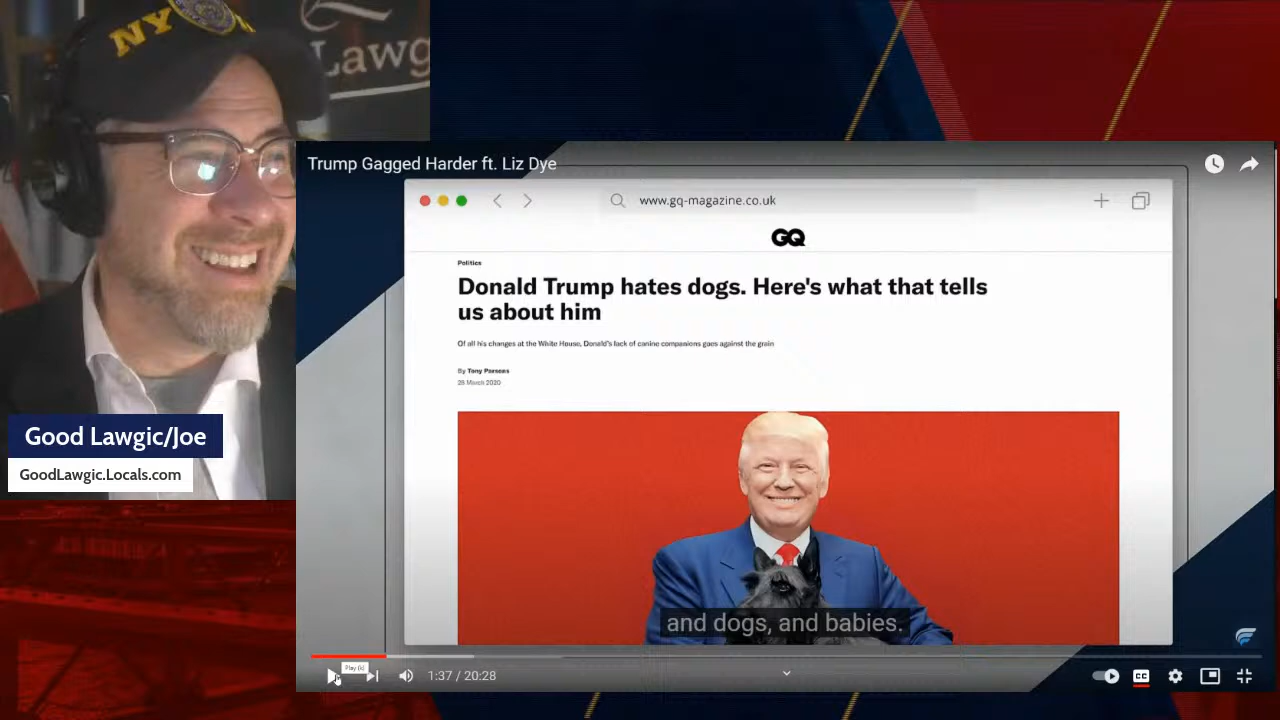 NY
Lawg
Trump Gagged Harder ft. Liz Dye
www.gq-magazine.co.uk
GQ
Politics
Donald Trump hates dogs. Here's what that tells
us about him
Of all his changes at the White House, Donald's lack of canine companions goes against the grain
By Tony Parsons
26 March 2020
and dogs, and babies.
Good Lawgic/Joe
GoodLawgic.Locals.com
Play (k)
1:37 / 20:28
CC